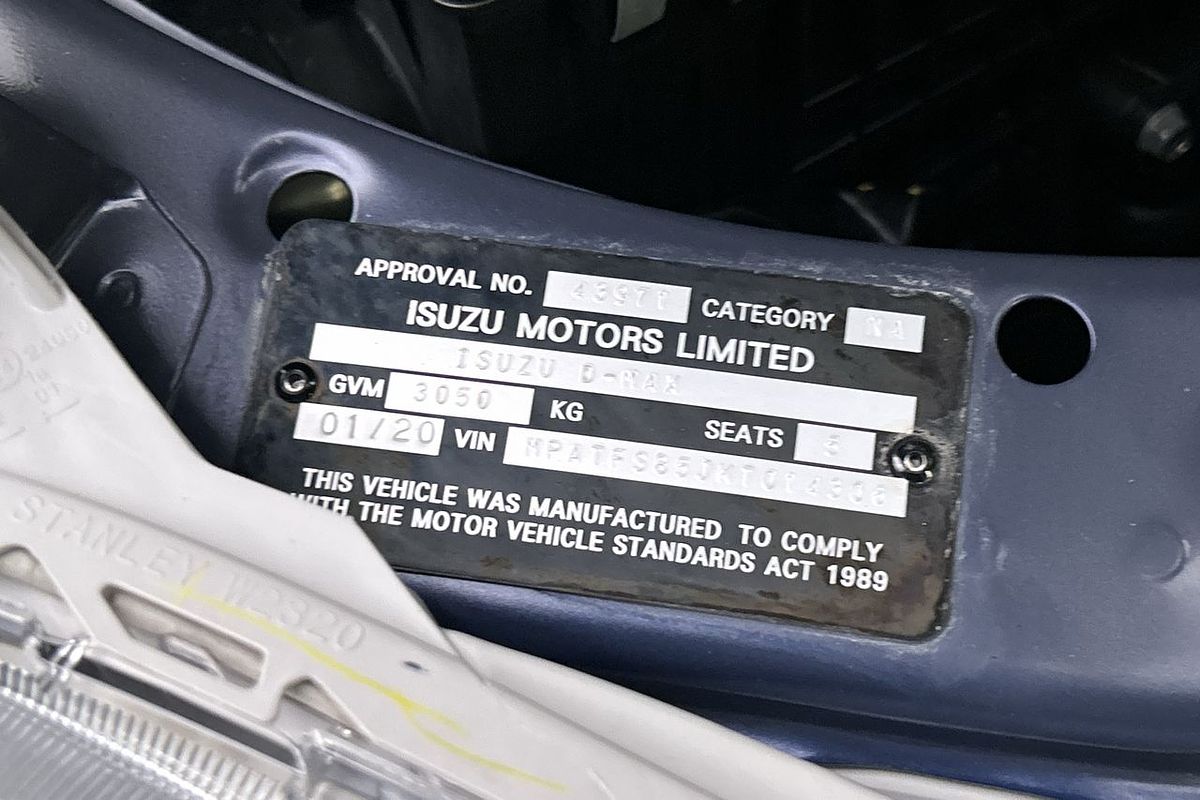 APPROVAL NO. 43977 CATEGORY NA
ISUZU MOTORS LIMITED
ISUZU D-MAX
GVM 3050 KG SEATS 5
01/20 VIN
THIS VEHICLE WAS MANUFACTURED TO COMPLY
WITH THE MOTOR VEHICLE STANDARDS ACT 1989
STANLEY W2320